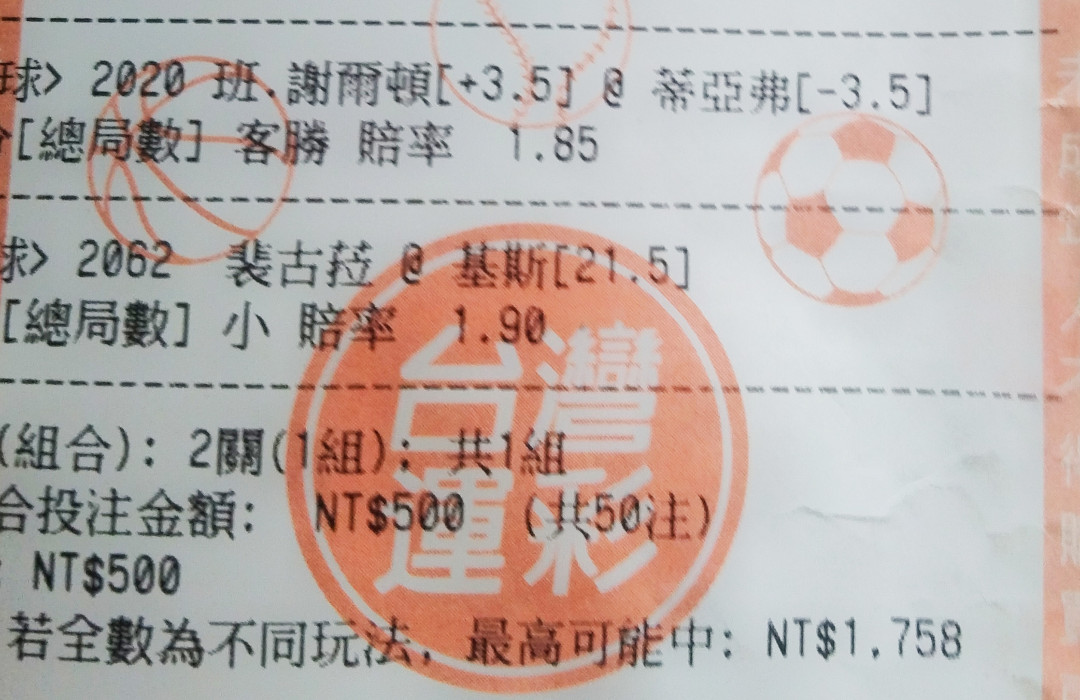 球> 2020 班.謝爾頓[+3.5] @ 蒂亞弗[-3.5]
[總局數] 客勝 賠率 1.85
球> 2062 裴古菈 @ 基斯[21.5]
[總局數] 小 賠率 1.90
(組合): 2關(1組): 共1組
合投注金額: NT$500 (共50注)
: NT$500
若全數為不同玩法, 最高可能中: NT$1,758
台灣
運彩